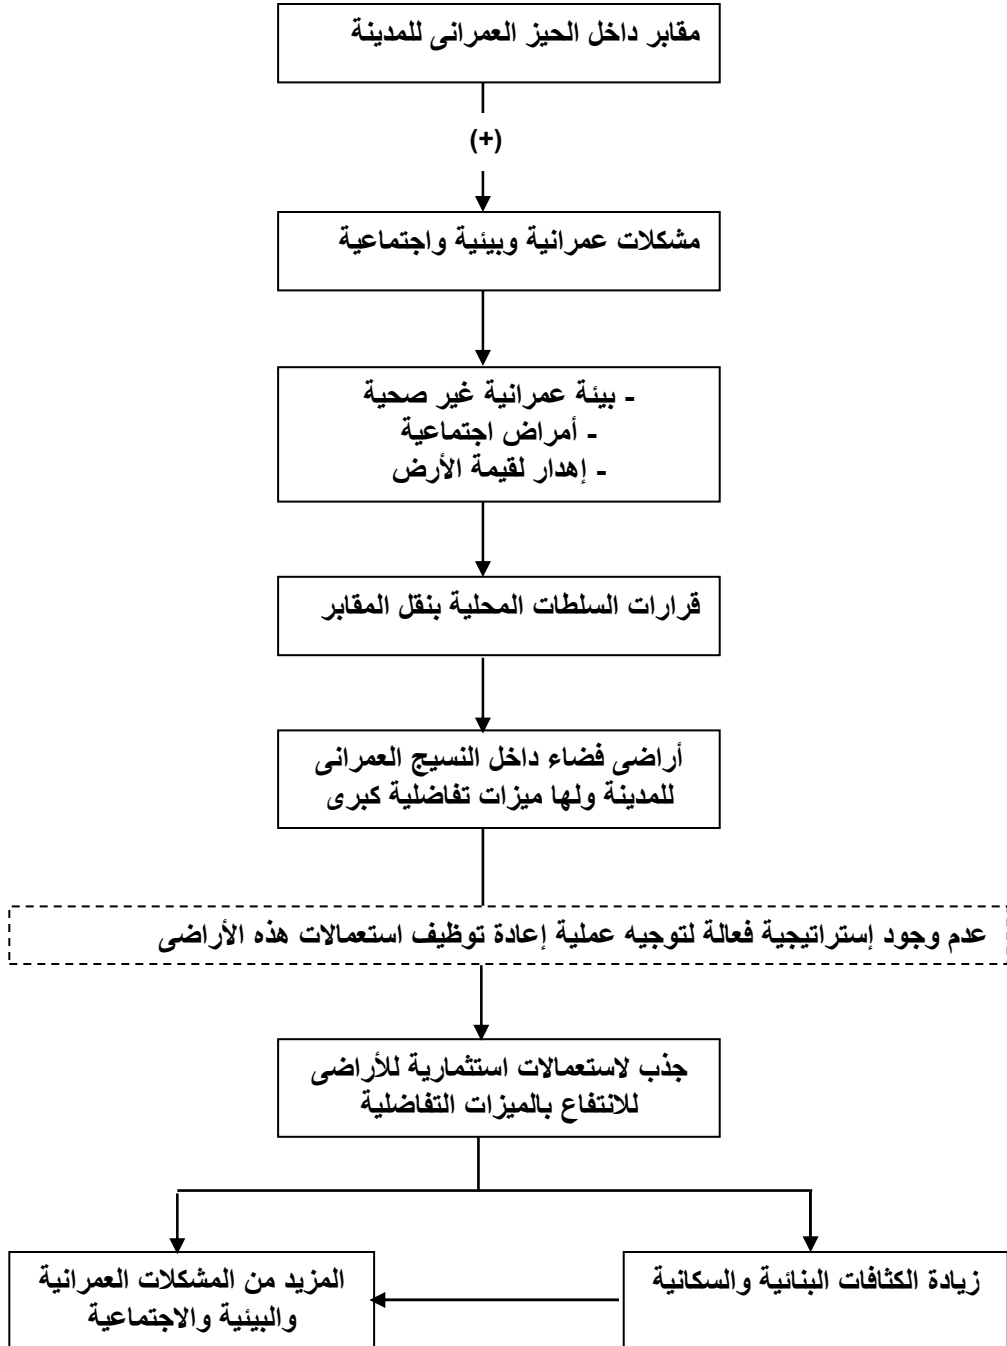 مقابر داخل الحيز العمرانى للمدينة
(+)
مشكلات عمرانية وبيئية واجتماعية
- بيئة عمرانية غير صحية
- أمراض اجتماعية
- إهدار لقيمة الأرض
قرارات السلطات المحلية بنقل المقابر
أراضى فضاء داخل النسيج العمرانى
للمدينة ولها ميزات تفاضلية كبرى
عدم وجود إستراتيجية فعالة لتوجيه عملية إعادة توظيف استعمالات هذه الأراضى
جذب لاستعمالات استثمارية للأراضى
للانتفاع بالميزات التفاضلية
زيادة الكثافات البنائية والسكانية
المزيد من المشكلات العمرانية
والبيئية والاجتماعية